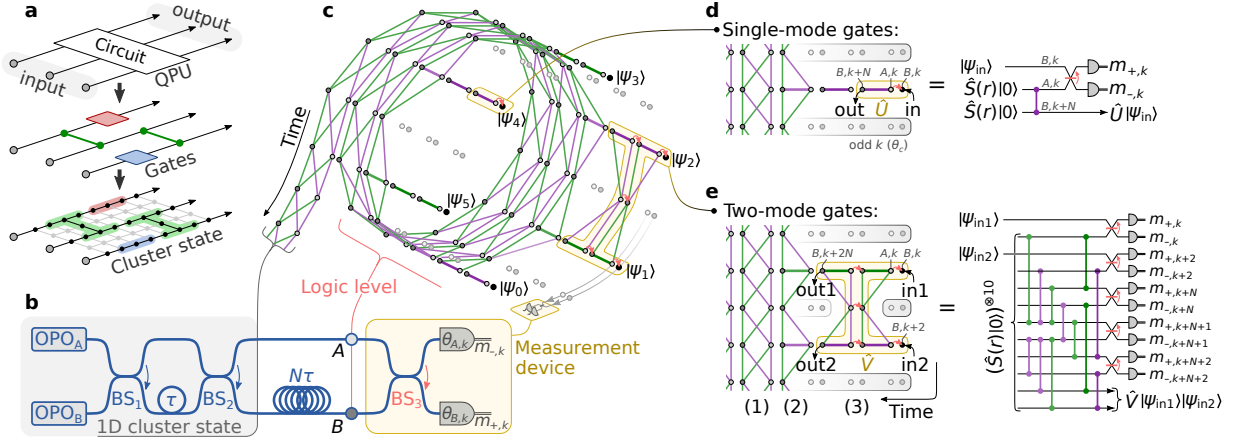 a
output
Circuit
QPU
input
Gates
Cluster state
b
OPO_A
OPO_B
BS_1
τ
BS_2
Nτ
1D cluster state
A
B
BS_3
θ_{A,k}
m_{-,k}
θ_{B,k}
m_{+,k}
Measurement
device
c
Time
Logic level
|ψ_3⟩
|ψ_4⟩
|ψ_2⟩
|ψ_5⟩
|ψ_1⟩
|ψ_0⟩
d
Single-mode gates:
B,k+N
A,k
B,k
out
Û
in
odd k (θ_c)
=
|ψ_in⟩
Ŝ(r)|0⟩
Ŝ(r)|0⟩
B,k
A,k
B,k+N
m_{+,k}
m_{-,k}
Û|ψ_in⟩
e
Two-mode gates:
B,k+2N
A,k
B,k
out1
in1
B,k+2
out2
V̂
in2
(1)
(2)
(3)
Time
=
|ψ_in1⟩
|ψ_in2⟩
(Ŝ(r)|0⟩)^{⊗10}
m_{+,k}
m_{-,k}
m_{+,k+2}
m_{-,k+2}
m_{+,k+N}
m_{-,k+N}
m_{+,k+N+1}
m_{-,k+N+1}
m_{+,k+N+2}
m_{-,k+N+2}
V̂|ψ_in1⟩|ψ_in2⟩